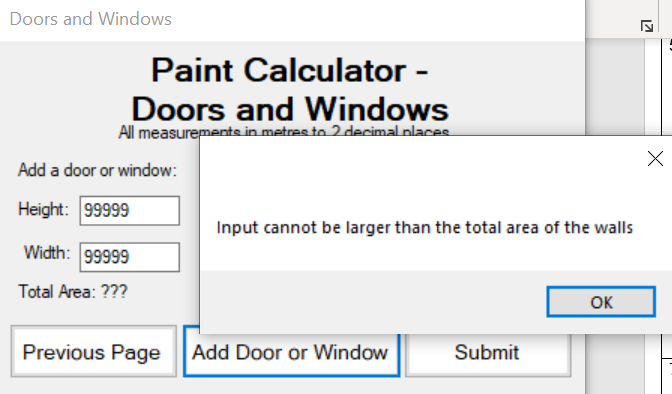 Doors and Windows
Paint Calculator -
Doors and Windows
All measurements in metres to 2 decimal places
Add a door or window:
Height: 99999
Width: 99999
Total Area: ???
Input cannot be larger than the total area of the walls
OK
Previous Page
Add Door or Window
Submit